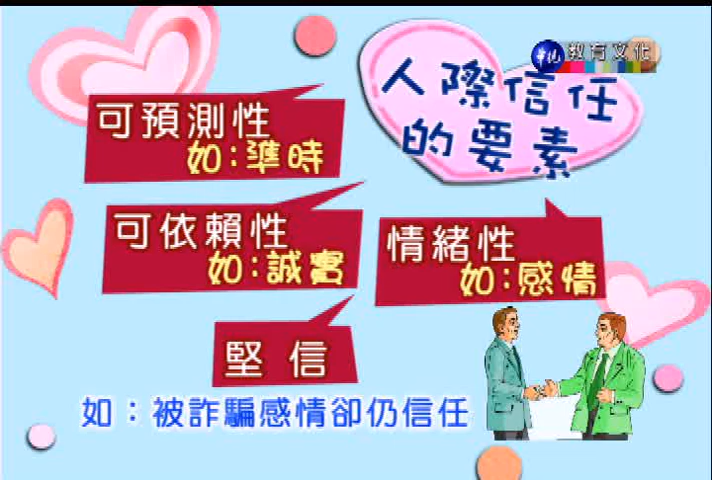 華視
教育文化
人際信任
的要素
可預測性
如:準時
可依賴性
如:誠實
情緒性
如:感情
堅信
如：被詐騙感情卻仍信任